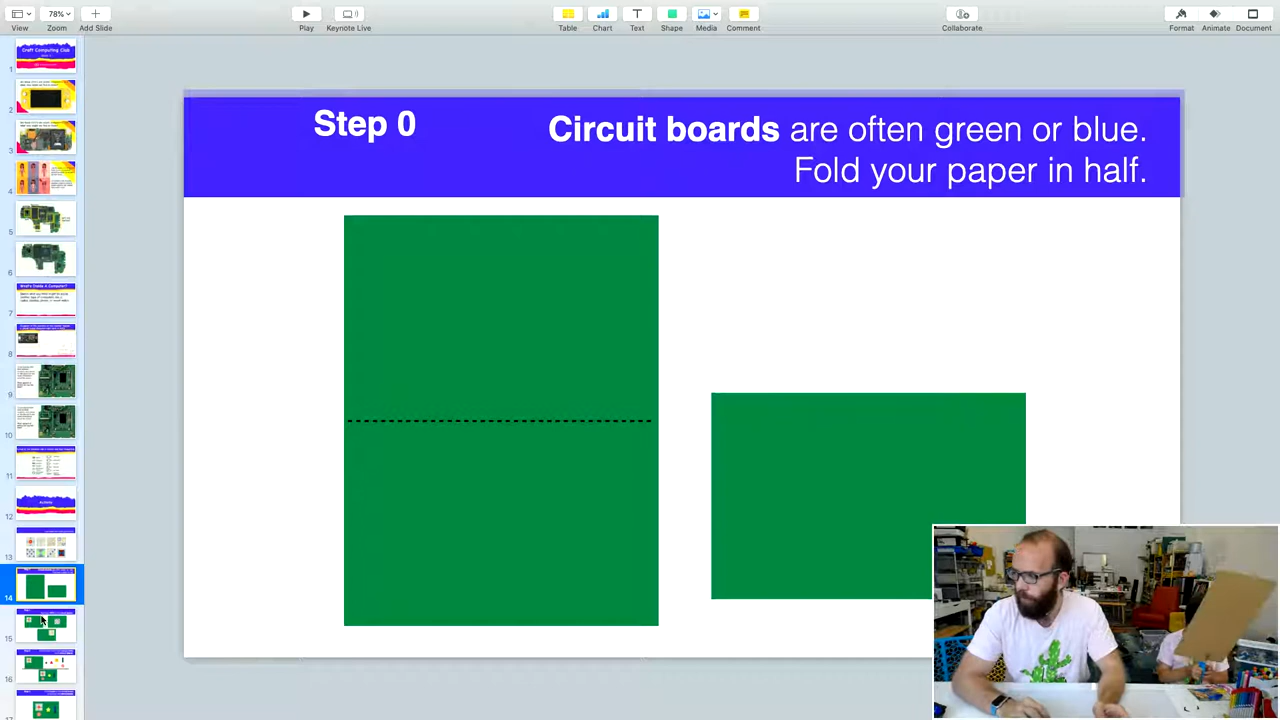 View
78%
Zoom
Add Slide
Play
Keynote Live
Table
Chart
Text
Shape
Media
Comment
Collaborate
Format
Animate
Document
Craft Computing Club
What's Inside A Computer?
Activity
Step 0
Circuit boards are often green or blue.
Fold your paper in half.